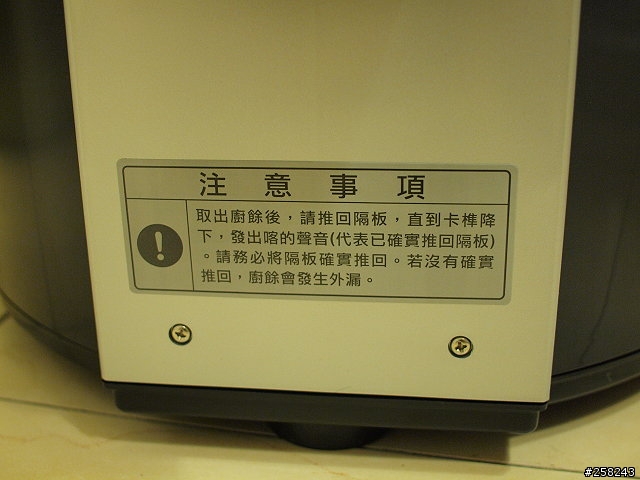 注意事項
取出廚餘後，請推回隔板，直到卡榫降
下，發出喀的聲音(代表已確實推回隔板)
。請務必將隔板確實推回。若沒有確實
推回，廚餘會發生外漏。
#258243